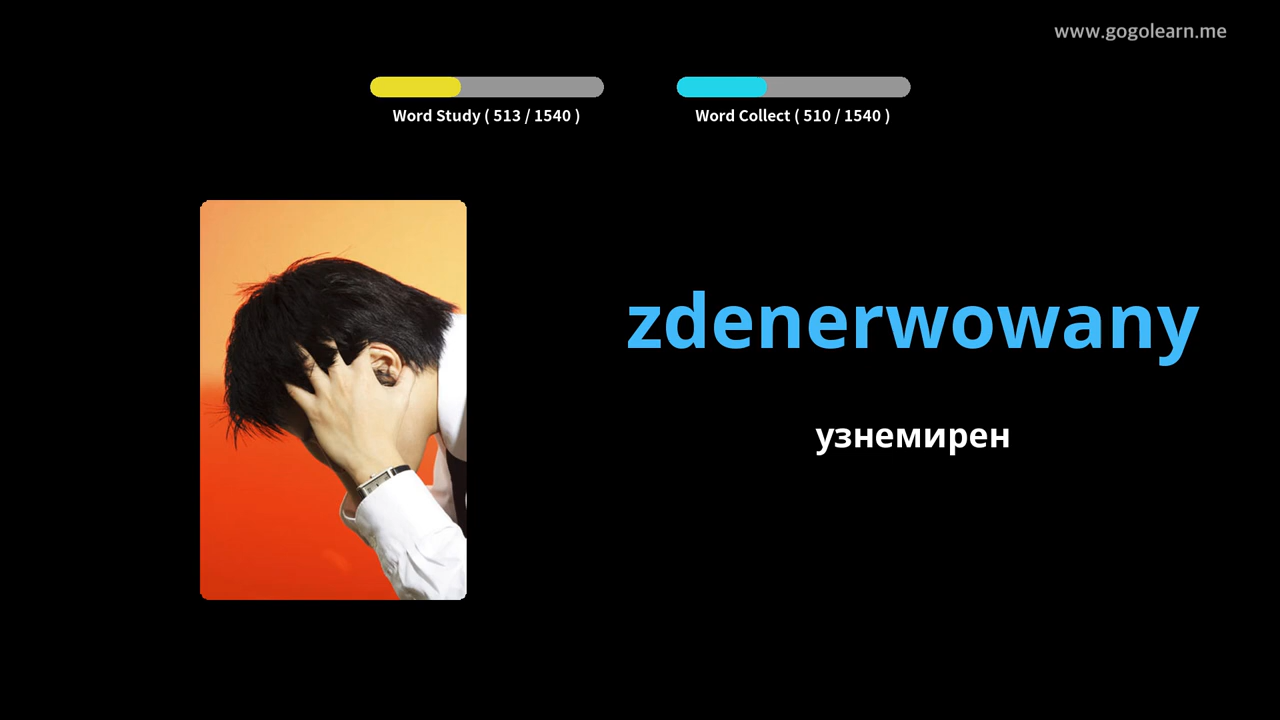 www.gogolearn.me
Word Study ( 513 / 1540 )
Word Collect ( 510 / 1540 )
zdenerwowany
узнемирен